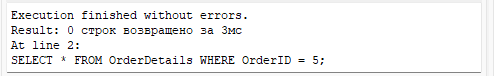 Execution finished without errors.
Result: 0 строк возвращено за 3мс
At line 2:
SELECT * FROM OrderDetails WHERE OrderID = 5;